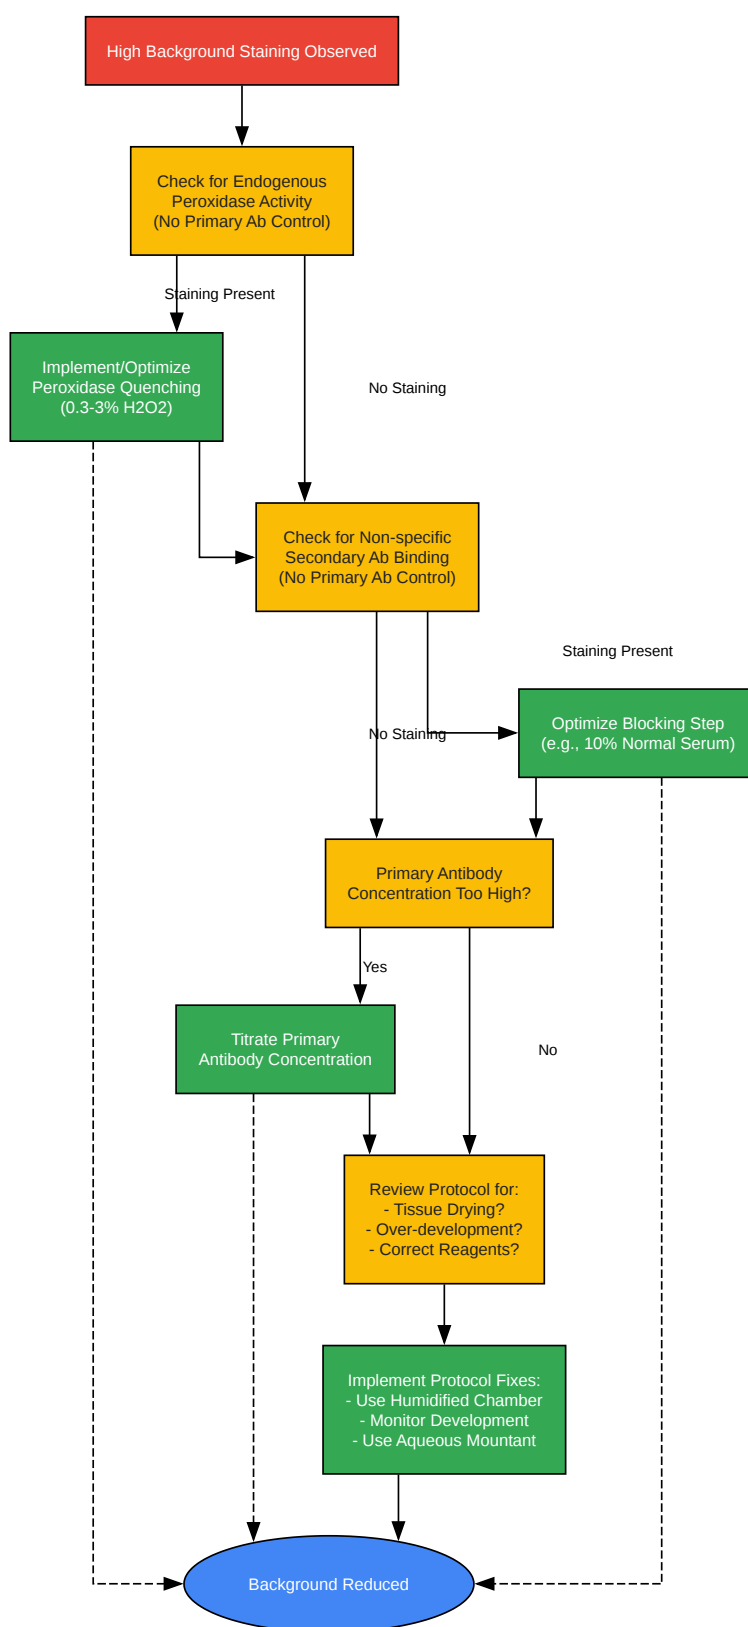 High Background Staining Observed
Check for Endogenous
Peroxidase Activity
(No Primary Ab Control)
Staining Present
Implement/Optimize
Peroxidase Quenching
(0.3-3% H2O2)
No Staining
Check for Non-specific
Secondary Ab Binding
(No Primary Ab Control)
Staining Present
Optimize Blocking Step
(e.g., 10% Normal Serum)
No Staining
Primary Antibody
Concentration Too High?
Yes
Titrate Primary
Antibody Concentration
No
Review Protocol for:
- Tissue Drying?
- Over-development?
- Correct Reagents?
Implement Protocol Fixes:
- Use Humidified Chamber
- Monitor Development
- Use Aqueous Mountant
Background Reduced